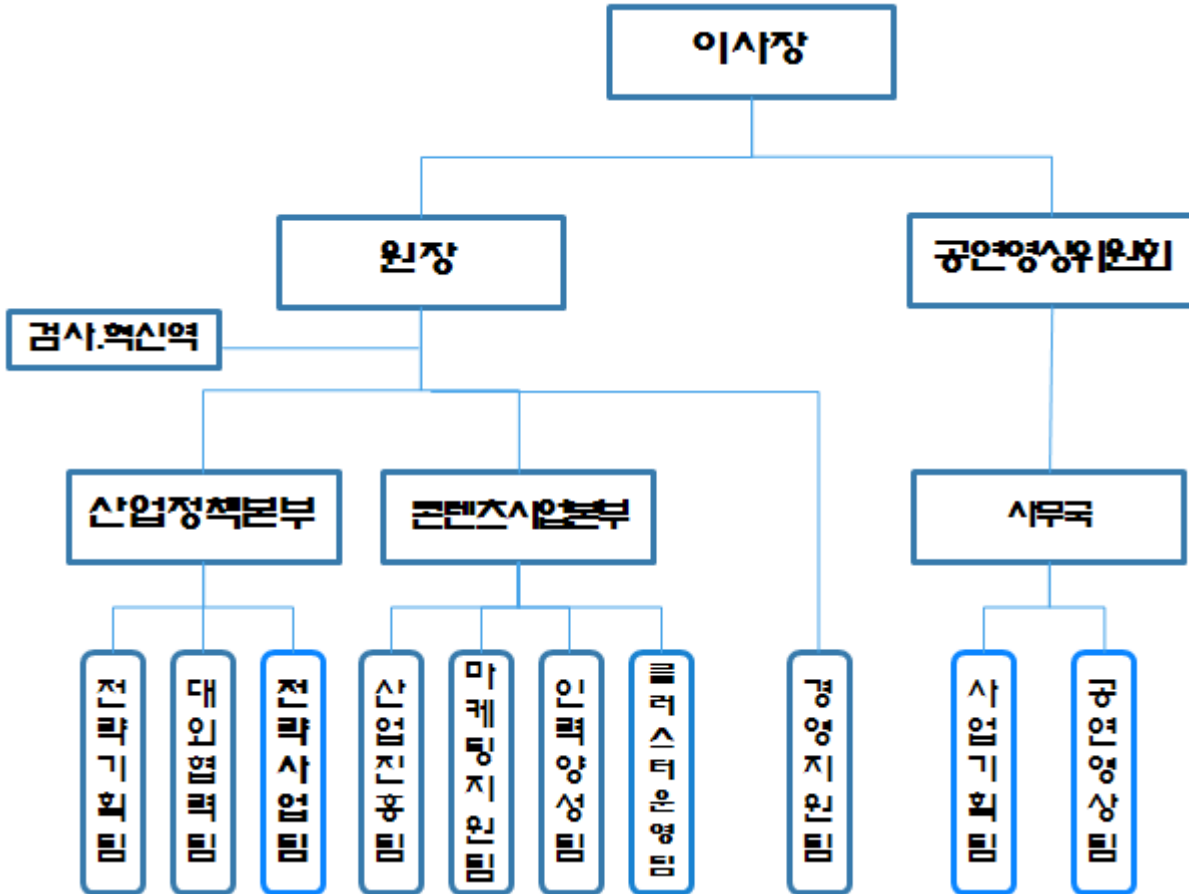 이사장
원장
공연영상위원회
검사.혁신역
산업정책본부
콘텐츠사업본부
사무국
전략기획팀
대인협력팀
전략사업팀
산업진흥팀
마케팅지원팀
인력양성팀
클러스터운영팀
경영지원팀
사업기획팀
공연영상팀